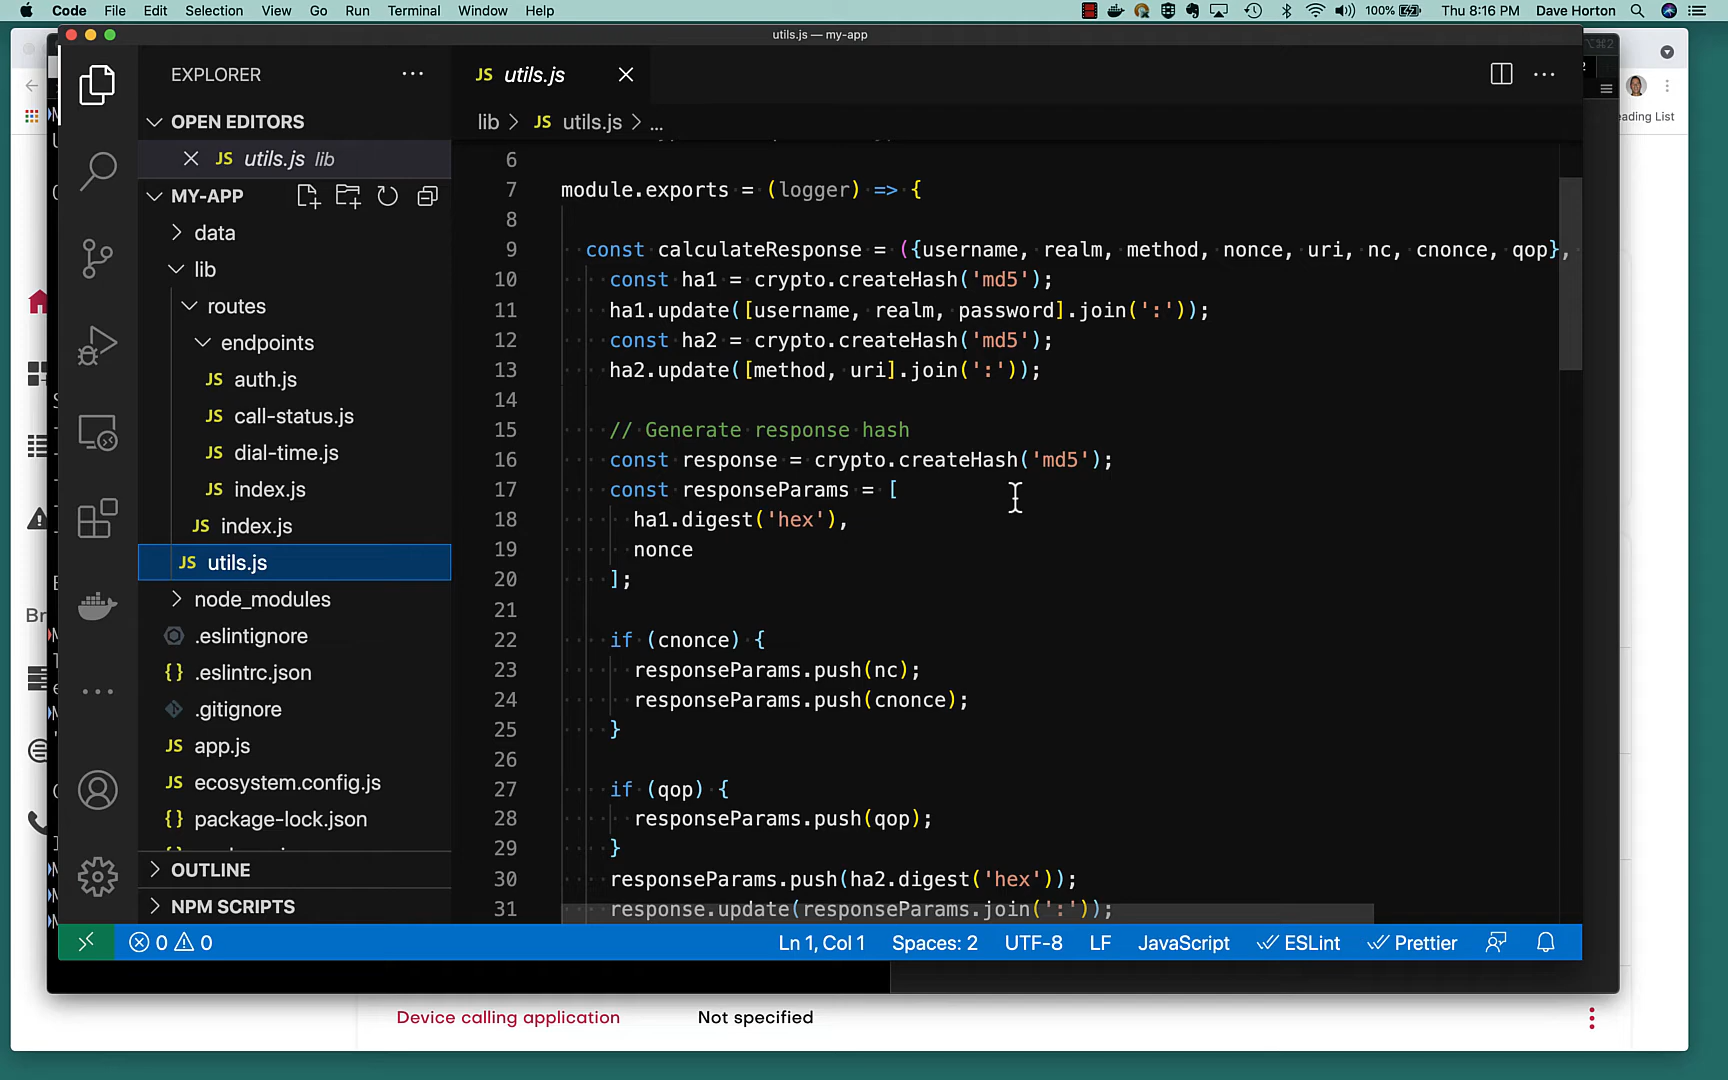 Code File Edit Selection View Go Run Terminal Window Help 100% Thu 8:16 PM Dave Horton
utils.js — my-app
EXPLORER
JS utils.js
OPEN EDITORS
lib > JS utils.js > ...
JS utils.js lib
MY-APP
data
lib
routes
endpoints
JS auth.js
JS call-status.js
JS dial-time.js
JS index.js
JS index.js
JS utils.js
node_modules
.eslintignore
{} .eslintrc.json
.gitignore
JS app.js
JS ecosystem.config.js
{} package-lock.json
OUTLINE
NPM SCRIPTS
6
7 module.exports = (logger) => {
8
9 const calculateResponse = ({username, realm, method, nonce, uri, nc, cnonce, qop},
10 const ha1 = crypto.createHash('md5');
11 ha1.update([username, realm, password].join(':'));
12 const ha2 = crypto.createHash('md5');
13 ha2.update([method, uri].join(':'));
14
15 // Generate response hash
16 const response = crypto.createHash('md5');
17 const responseParams = [
18 ha1.digest('hex'),
19 nonce
20 ];
21
22 if (cnonce) {
23 responseParams.push(nc);
24 responseParams.push(cnonce);
25 }
26
27 if (qop) {
28 responseParams.push(qop);
29 }
30 responseParams.push(ha2.digest('hex'));
31 response.update(responseParams.join(':'));
0 0 Ln 1, Col 1 Spaces: 2 UTF-8 LF JavaScript ESLint Prettier
eading List
Br
Device calling application Not specified